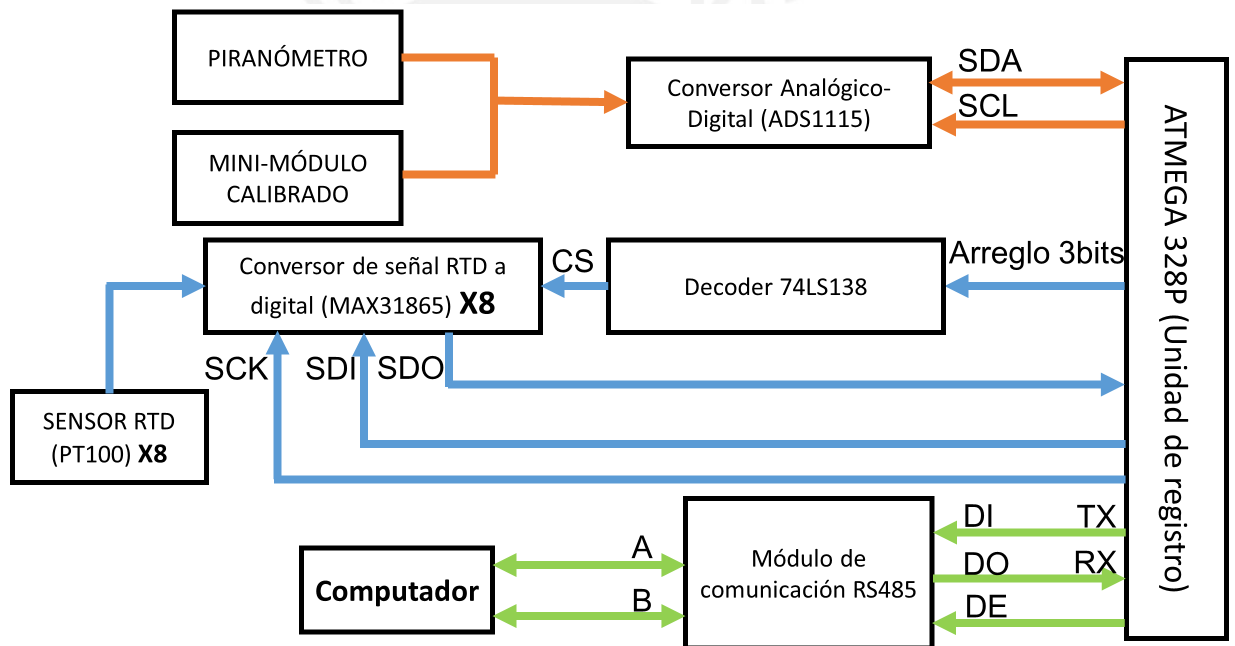 PIRANÓMETRO
MINI-MÓDULO
CALIBRADO
Conversor Analógico-
Digital (ADS1115)
SDA
SCL
ATMEGA 328P (Unidad de registro)
Conversor de señal RTD a
digital (MAX31865) X8
CS
Decoder 74LS138
Arreglo 3bits
SCK
SDI
SDO
SENSOR RTD
(PT100) X8
Computador
A
B
Módulo de
comunicación RS485
DI
TX
DO
RX
DE